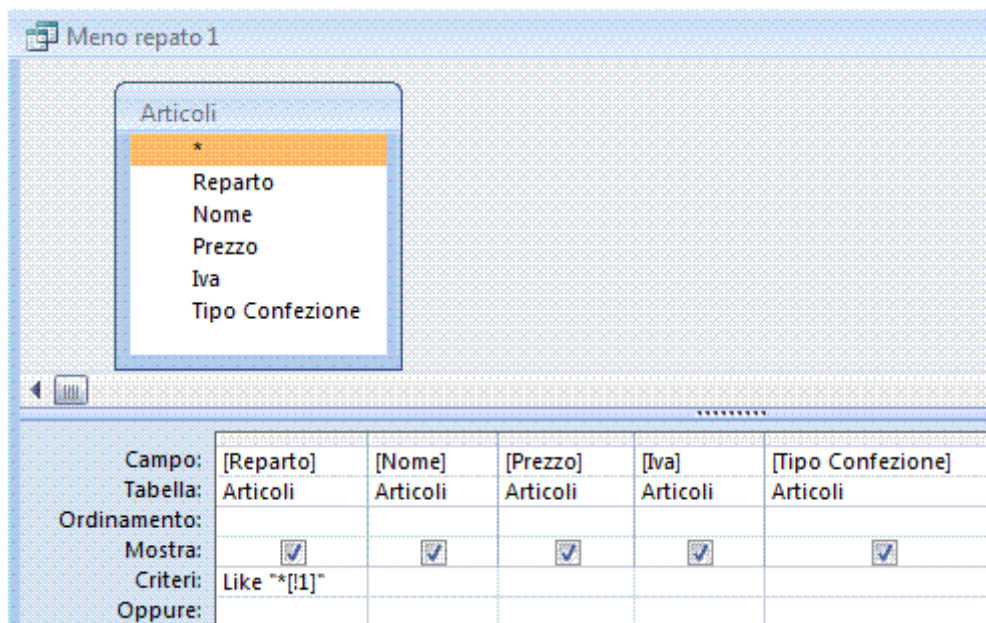 Meno repato 1
Articoli
*
Reparto
Nome
Prezzo
Iva
Tipo Confezione
Campo: [Reparto] [Nome] [Prezzo] [Iva] [Tipo Confezione]
Tabella: Articoli Articoli Articoli Articoli Articoli
Ordinamento:
Mostra:
Criteri: Like "*[!1]"
Oppure: